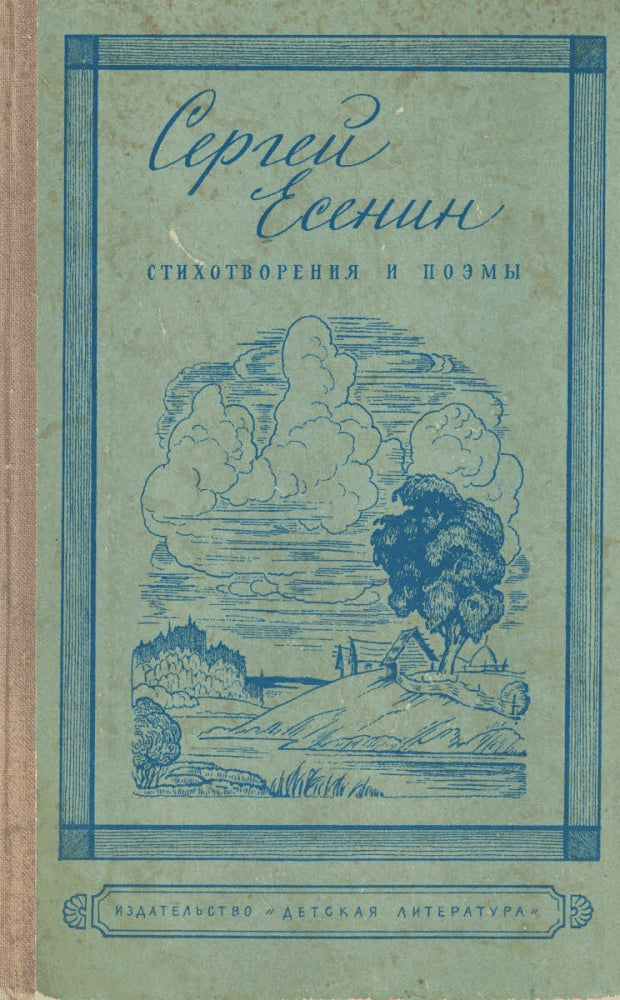 Сергей
Есенин
СТИХОТВОРЕНИЯ И ПОЭМЫ
ИЗДАТЕЛЬСТВО „ДЕТСКАЯ ЛИТЕРАТУРА“